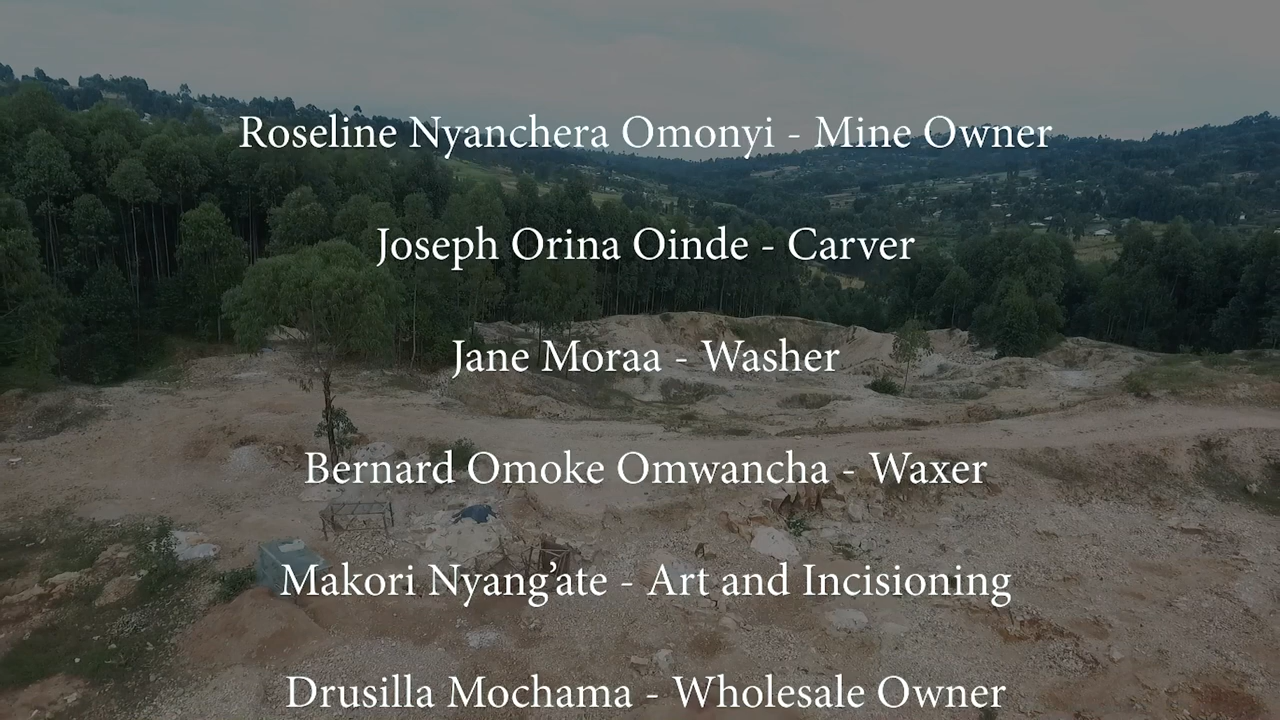 Roseline Nyanchera Omonyi - Mine Owner
Joseph Orina Oinde - Carver
Jane Moraa - Washer
Bernard Omoke Omwancha - Waxer
Makori Nyang’ate - Art and Incisioning
Drusilla Mochama - Wholesale Owner